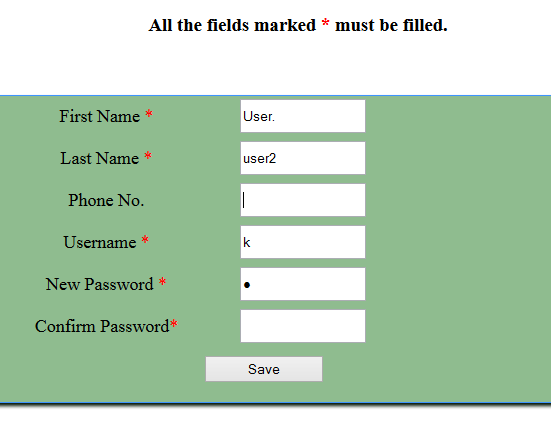 All the fields marked * must be filled.
First Name * User.
Last Name * user2
Phone No.
Username * k
New Password * ●
Confirm Password*
Save